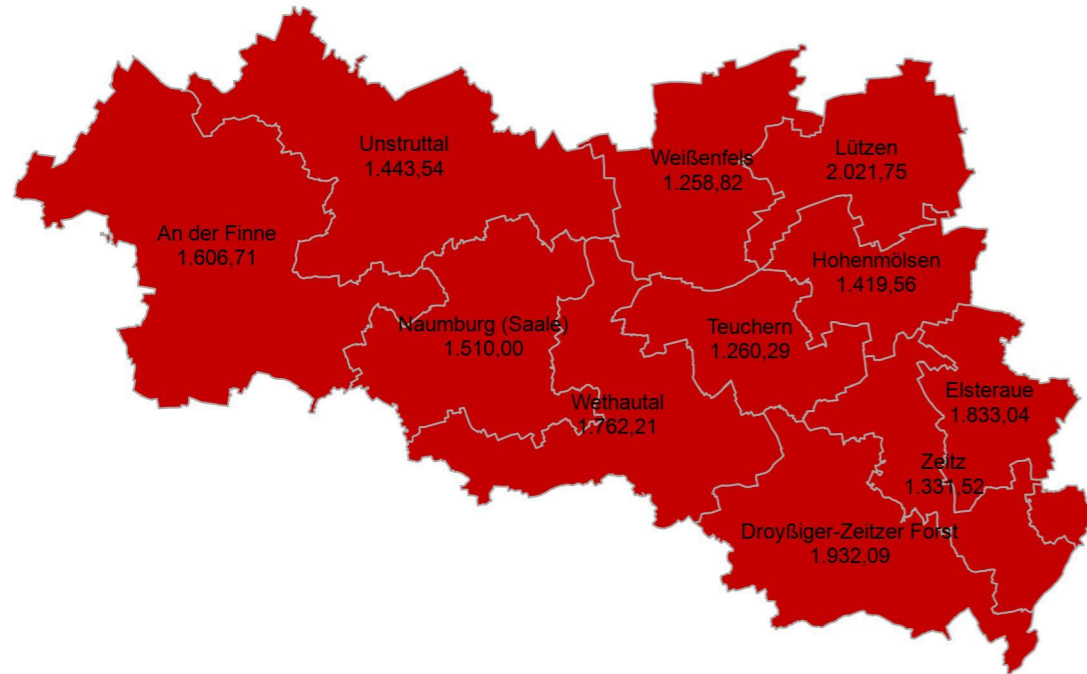 Unstruttal
1.443,54
Weißenfels
1.258,82
Lützen
2.021,75
An der Finne
1.606,71
Hohenmölsen
1.419,56
Naumburg (Saale)
1.510,00
Teuchern
1.260,29
Elsteraue
1.833,04
Wethautal
1.762,21
Zeitz
1.331,52
Droyßiger-Zeitzer Forst
1.932,09